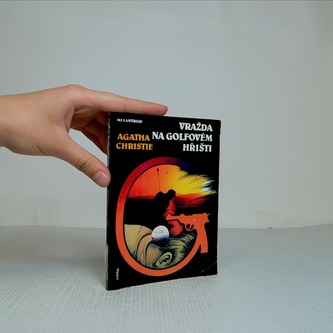 VRAŽDA
NA GOLFOVÉM
HŘIŠTI
AGATHA
CHRISTIE